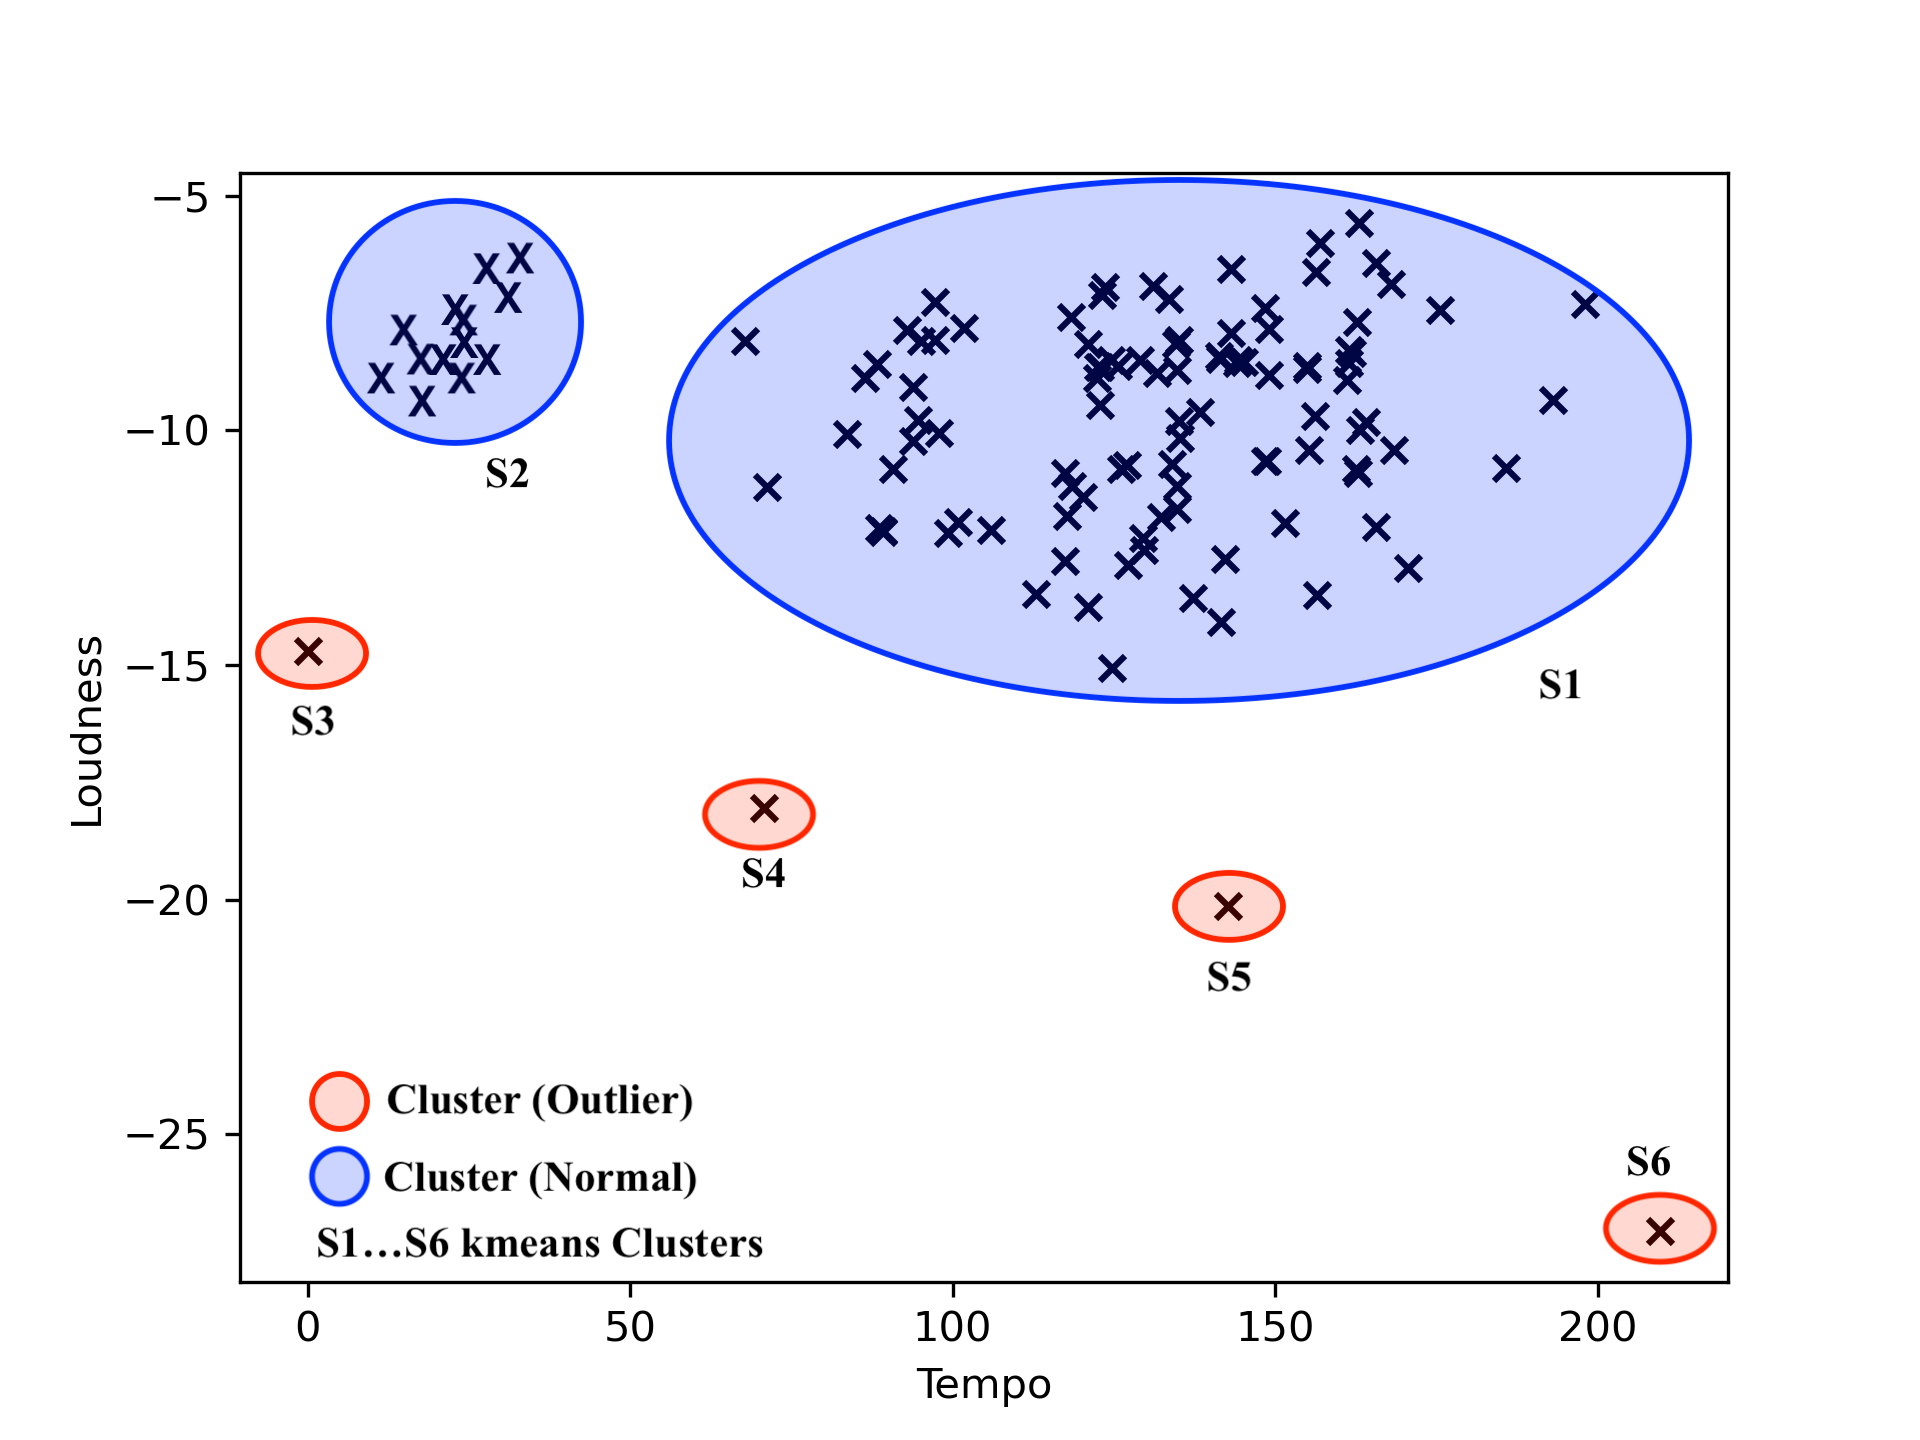 −5
−10
−15
−20
−25
Loudness
S2
S1
S3
S4
S5
S6
Cluster (Outlier)
Cluster (Normal)
S1…S6 kmeans Clusters
0 50 100 150 200
Tempo